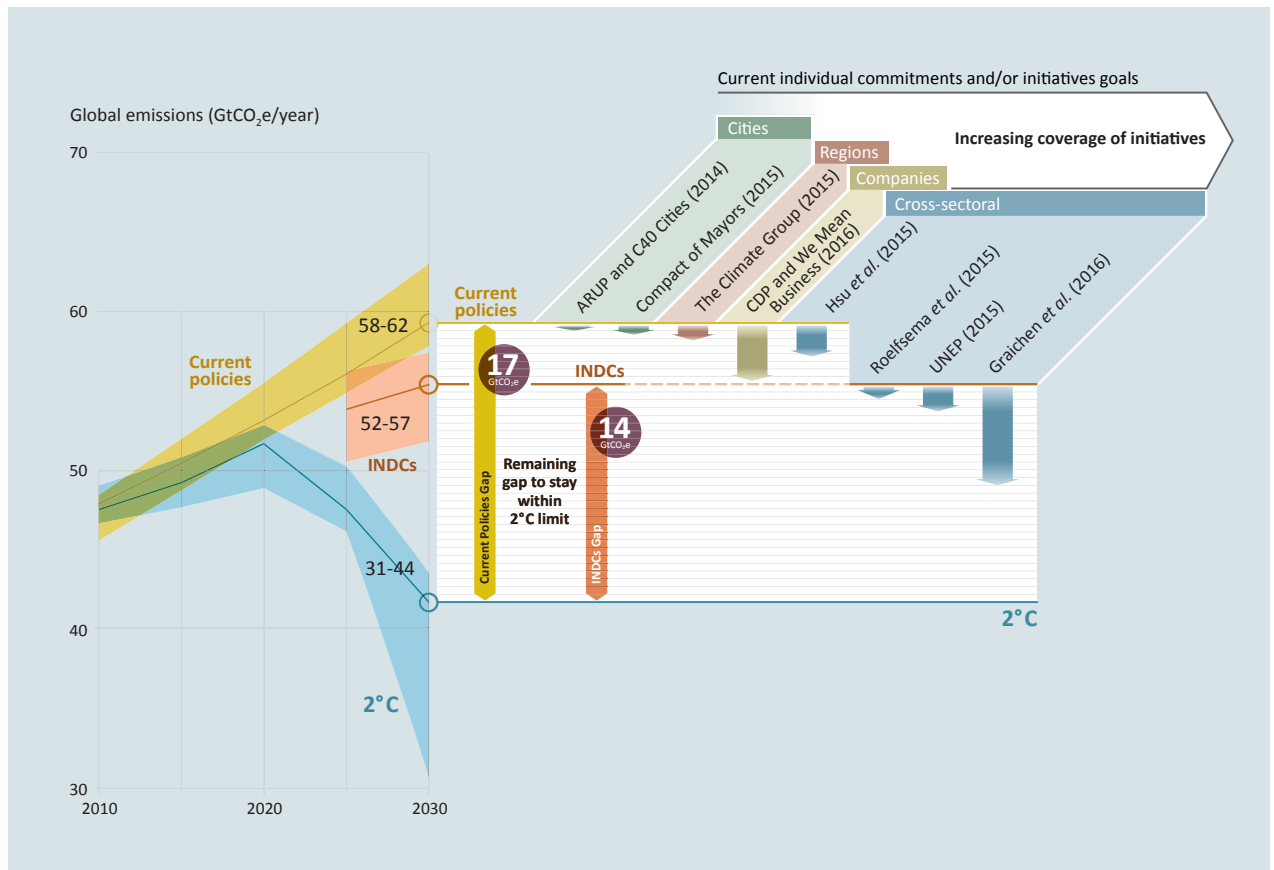 Current individual commitments and/or initiatives goals
Increasing coverage of initiatives
Cities
Regions
Companies
Cross-sectoral
Global emissions (GtCO₂e/year)
70
60
50
40
30
2010
2020
2030
Current
policies
58-62
52-57
INDCs
31-44
2°C
Current
policies
ARUP and C40 Cities (2014)
Compact of Mayors (2015)
The Climate Group (2015)
CDP and We Mean
Business (2016)
Hsu et al. (2015)
Roelfsema et al. (2015)
UNEP (2015)
Graichen et al. (2016)
17
GtCO₂e
INDCs
14
GtCO₂e
Remaining
gap to stay
within
2°C limit
Current Policies Gap
INDCs Gap
2°C